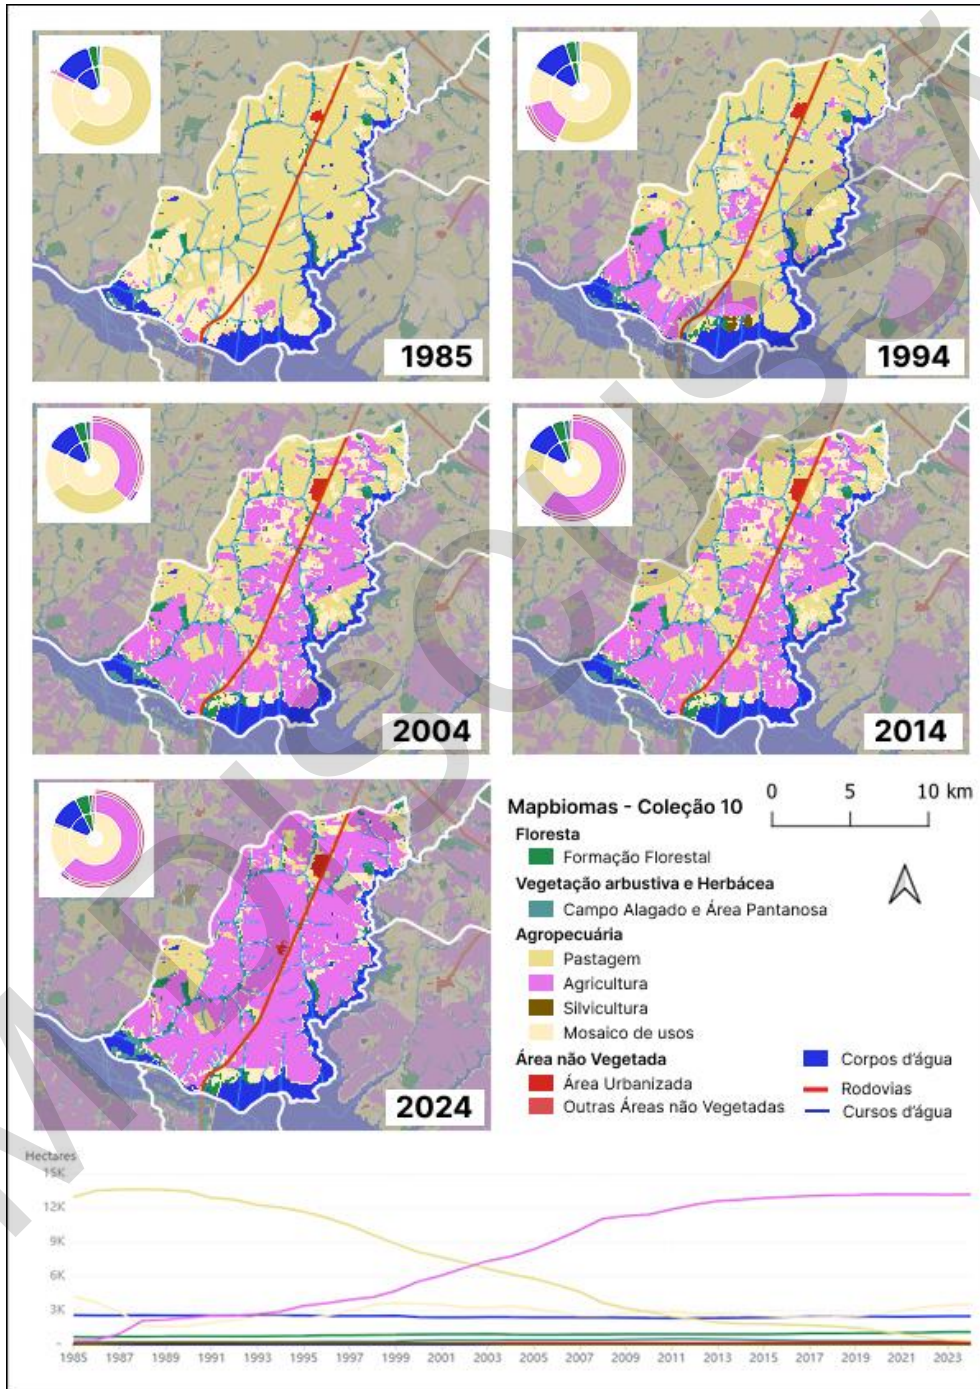 1985
1994
2004
2014
2024
Mapbiomas - Coleção 10
0 5 10 km
Floresta
Formação Florestal
Vegetação arbustiva e Herbácea
Campo Alagado e Área Pantanosa
Agropecuária
Pastagem
Agricultura
Silvicultura
Mosaico de usos
Área não Vegetada
Área Urbanizada
Outras Áreas não Vegetadas
Corpos d'água
Rodovias
Cursos d'água
Hectares
15K
12K
9K
6K
3K
-
1985 1987 1989 1991 1993 1995 1997 1999 2001 2003 2005 2007 2009 2011 2013 2015 2017 2019 2021 2023